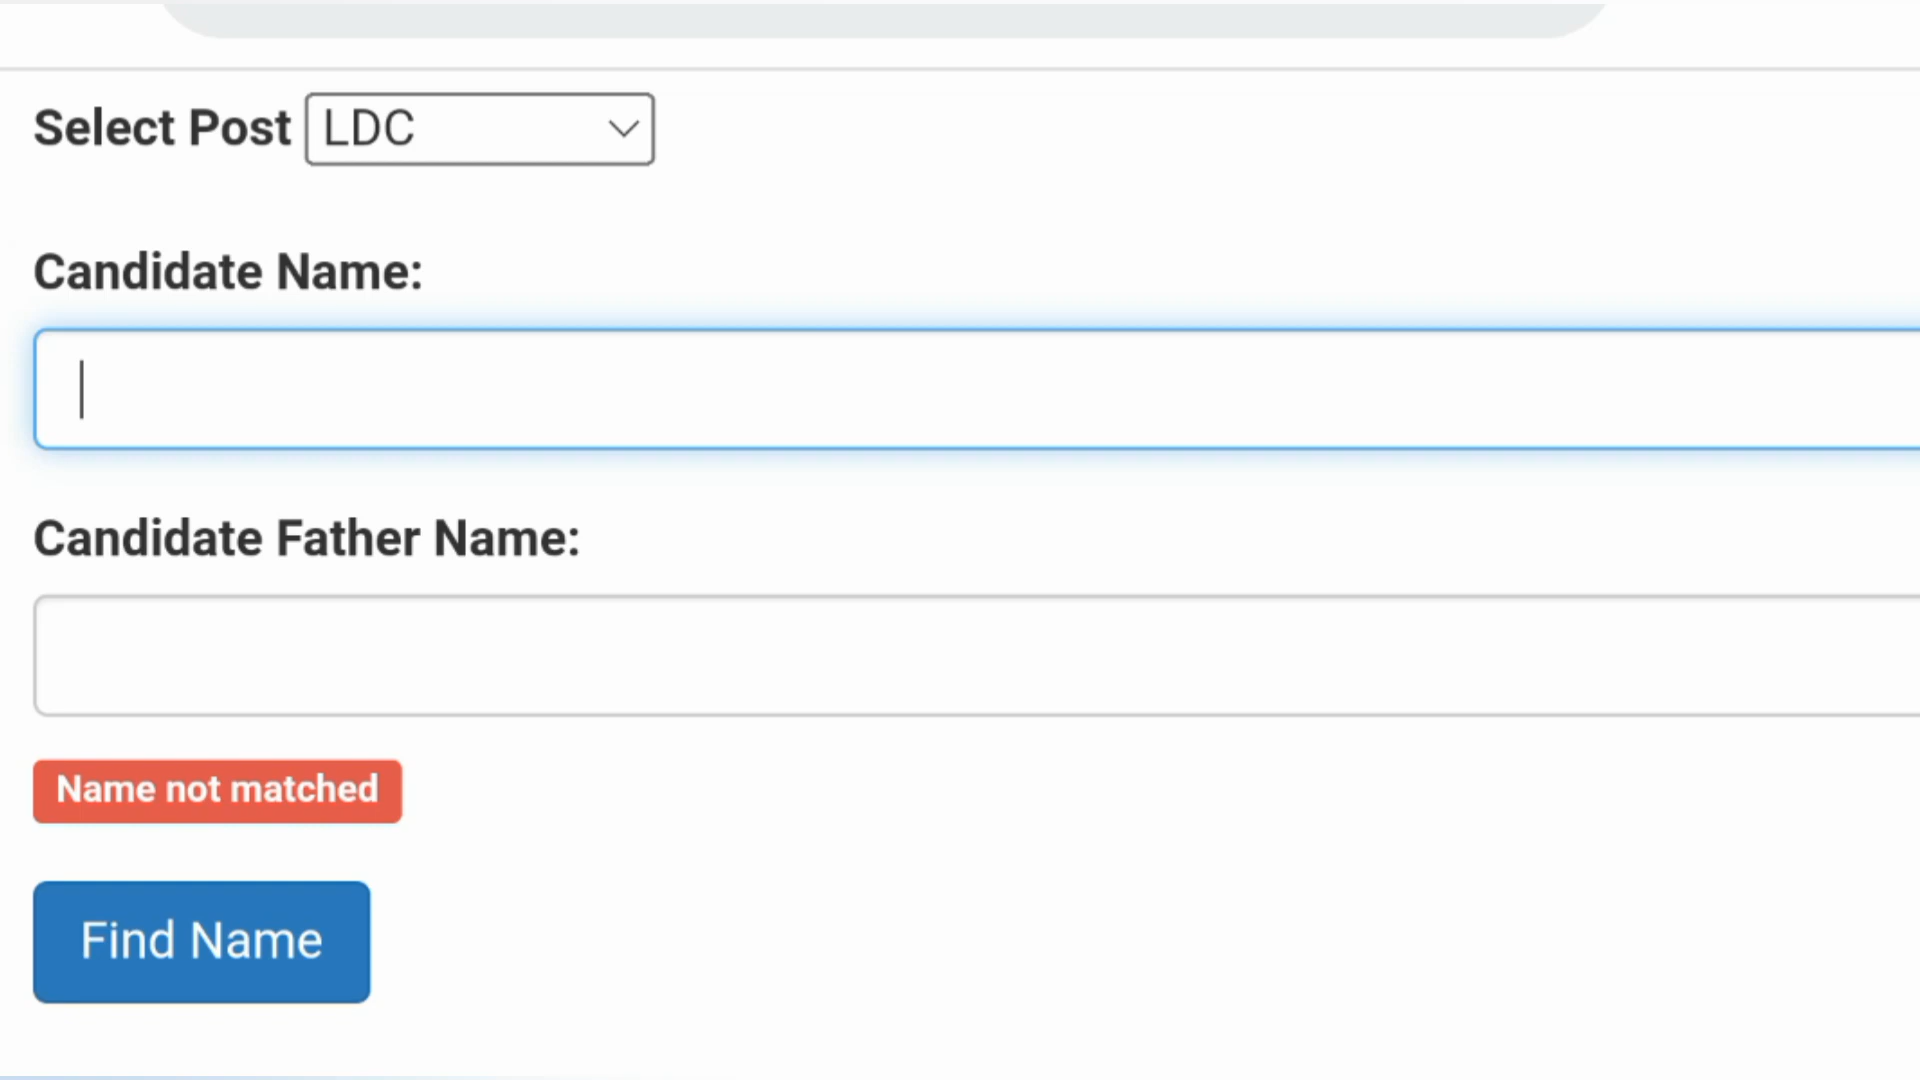 Select Post LDC
Candidate Name:
Candidate Father Name:
Name not matched
Find Name